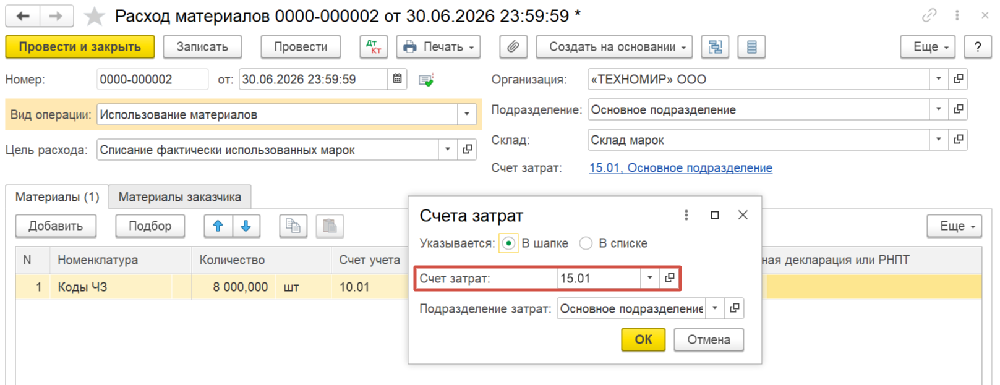 Расход материалов 0000-000002 от 30.06.2026 23:59:59 *
Провести и закрыть Записать Провести Дт Кт Печать Создать на основании Еще ?
Номер: 0000-000002 от: 30.06.2026 23:59:59 Организация: «ТЕХНОМИР» ООО
Вид операции: Использование материалов Подразделение: Основное подразделение
Цель расхода: Списание фактически использованных марок Склад: Склад марок
Счет затрат: 15.01, Основное подразделение
Материалы (1) Материалы заказчика
Добавить Подбор Еще
N Номенклатура Количество Счет учета ная декларация или РНПТ
1 Коды ЧЗ 8 000,000 шт 10.01
Счета затрат
Указывается: В шапке В списке
Счет затрат: 15.01
Подразделение затрат: Основное подразделение
ОК Отмена